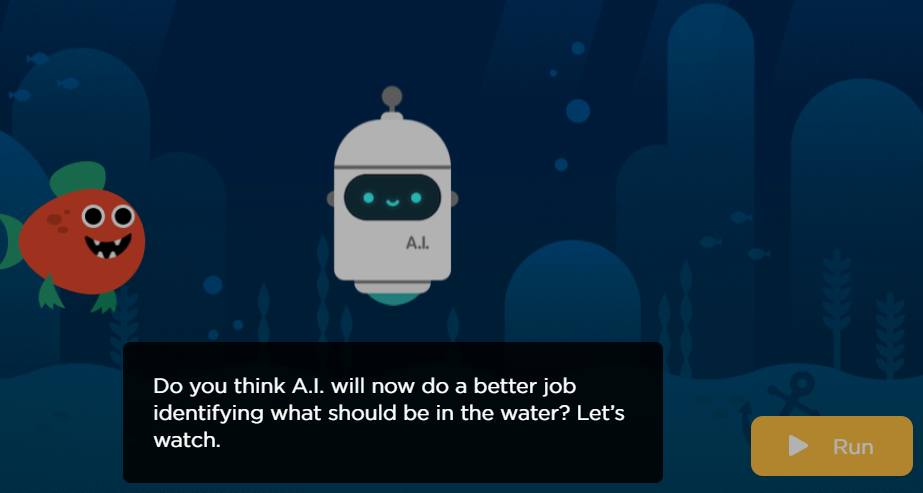 A.I.
Do you think A.I. will now do a better job
identifying what should be in the water? Let’s
watch.
Run